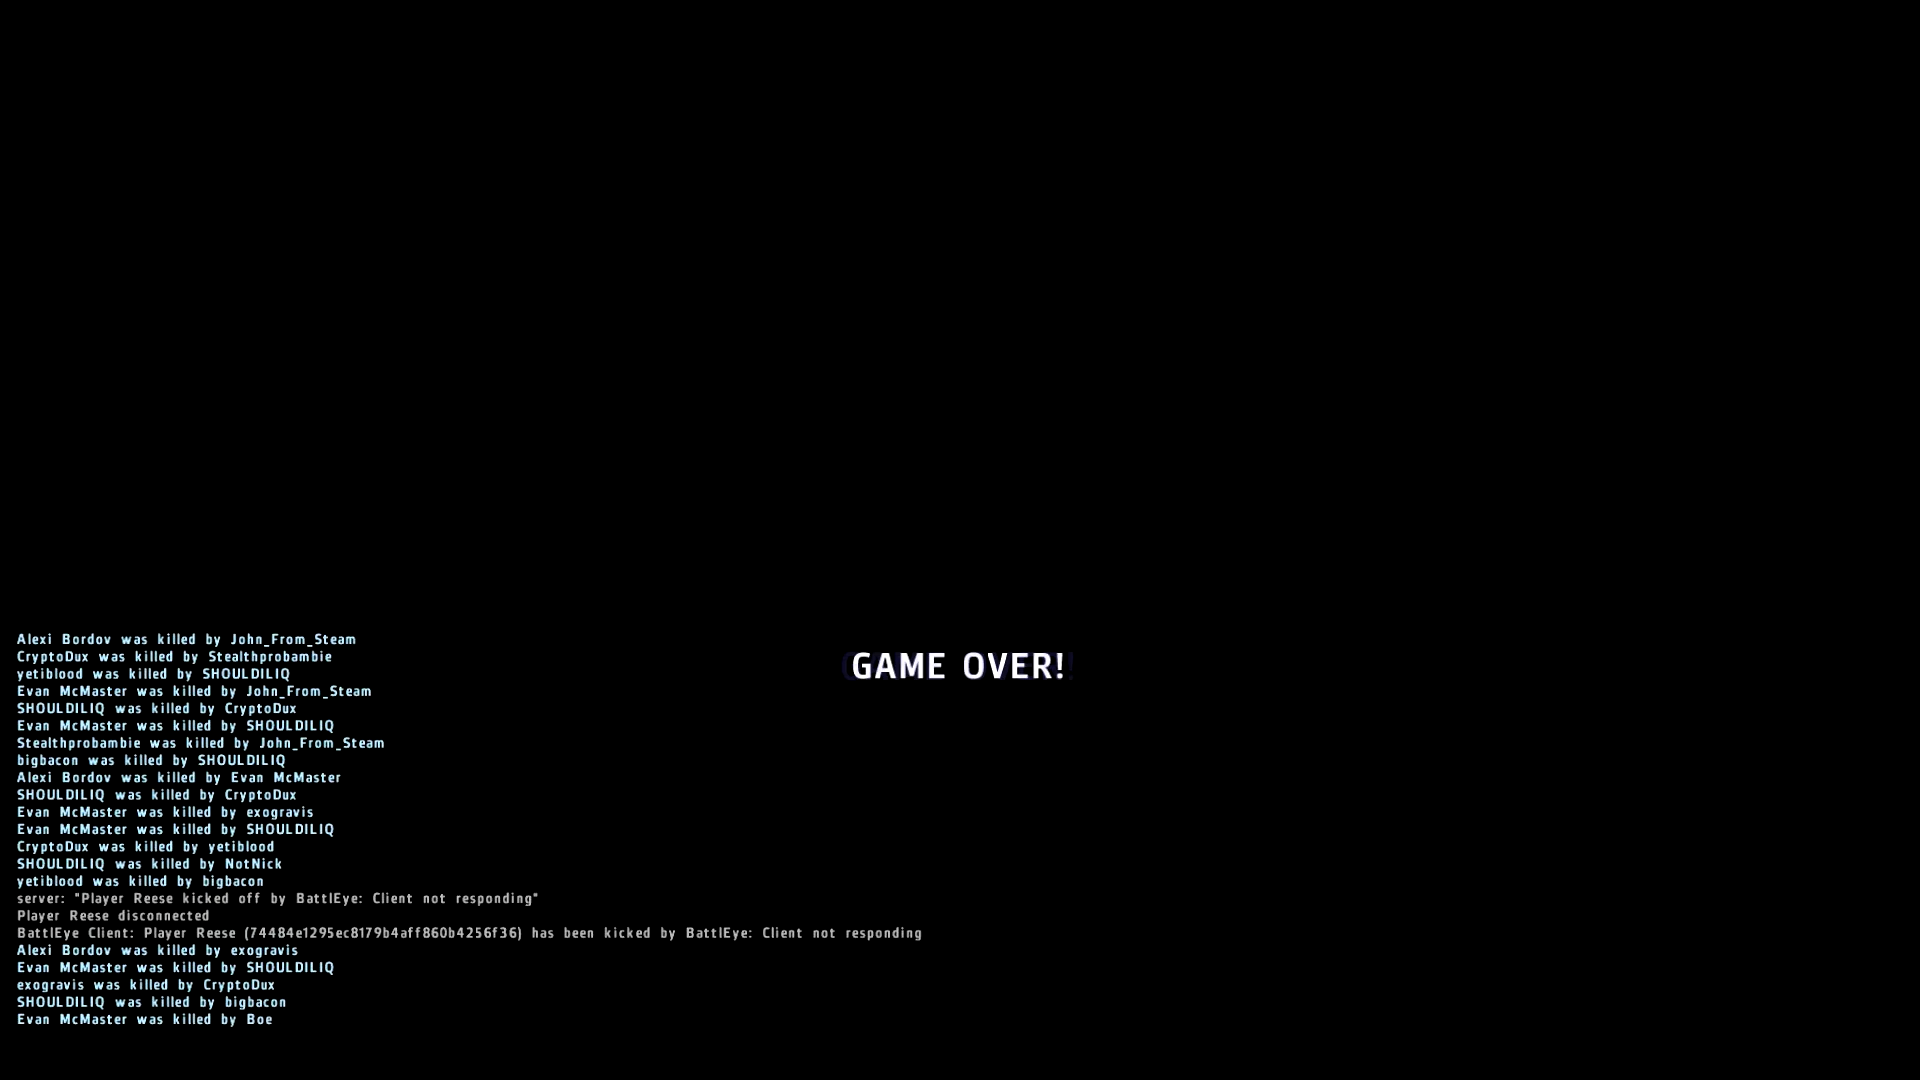 Alexi Bordov was killed by John_From_Steam
CryptoDux was killed by Stealthprobambie
yetiblood was killed by SHOULDILIQ
Evan McMaster was killed by John_From_Steam
SHOULDILIQ was killed by CryptoDux
Evan McMaster was killed by SHOULDILIQ
Stealthprobambie was killed by John_From_Steam
bigbacon was killed by SHOULDILIQ
Alexi Bordov was killed by Evan McMaster
SHOULDILIQ was killed by CryptoDux
Evan McMaster was killed by exogravis
Evan McMaster was killed by SHOULDILIQ
CryptoDux was killed by yetiblood
SHOULDILIQ was killed by NotNick
yetiblood was killed by bigbacon
server: "Player Reese kicked off by BattlEye: Client not responding"
Player Reese disconnected
BattlEye Client: Player Reese (74484e1295ec8179b4aff860b4256f36) has been kicked by BattlEye: Client not responding
Alexi Bordov was killed by exogravis
Evan McMaster was killed by SHOULDILIQ
exogravis was killed by CryptoDux
SHOULDILIQ was killed by bigbacon
Evan McMaster was killed by Boe
GAME OVER!